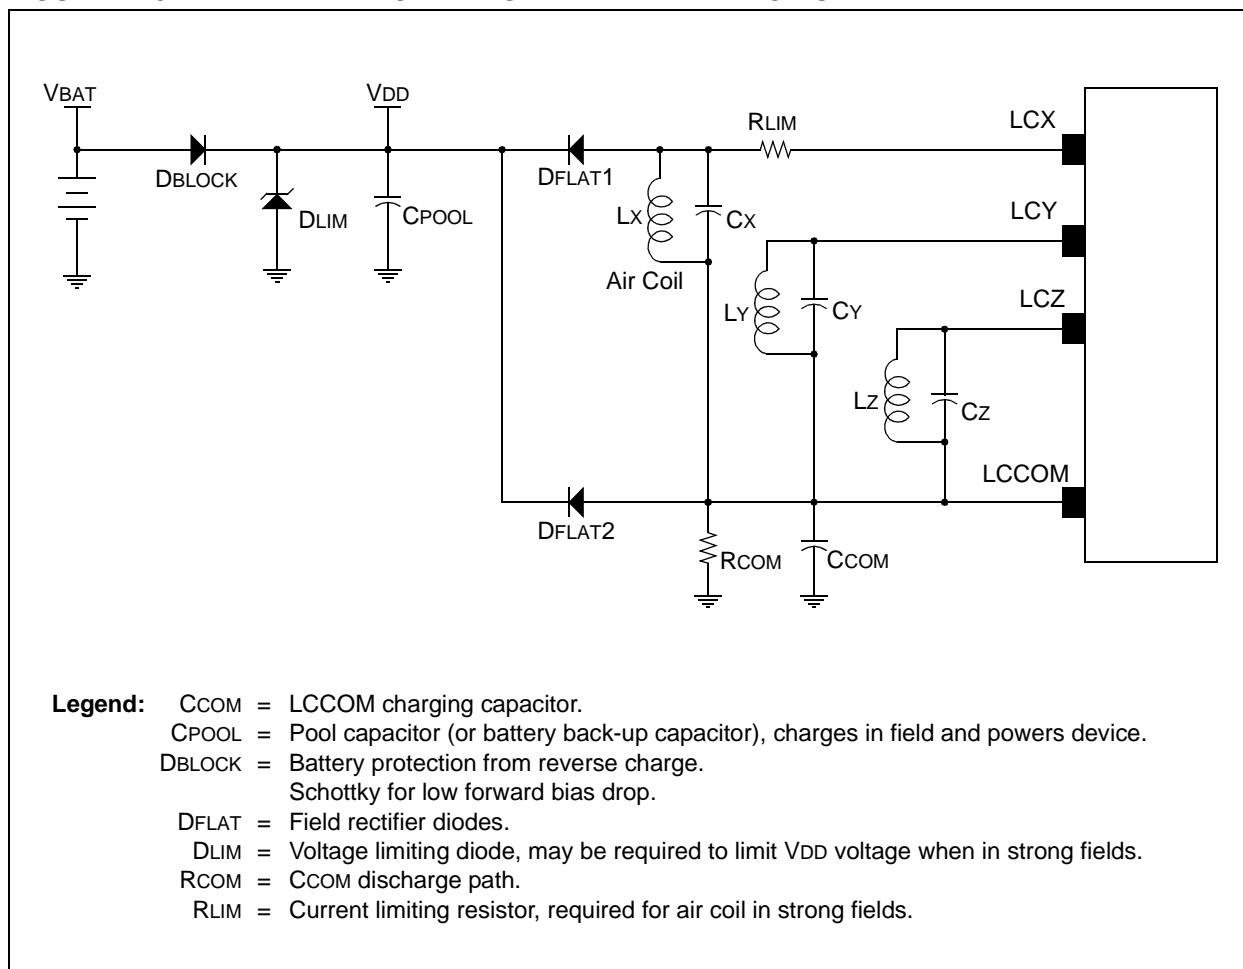 VBAT
VDD
RLIM
LCX
DBLOCK
DLIM
CPOOL
DFLAT1
LX
CX
Air Coil
LCY
LY
CY
LCZ
LZ
CZ
LCCOM
DFLAT2
RCOM
CCOM
Legend: CCOM = LCCOM charging capacitor.
CPOOL = Pool capacitor (or battery back-up capacitor), charges in field and powers device.
DBLOCK = Battery protection from reverse charge.
Schottky for low forward bias drop.
DFLAT = Field rectifier diodes.
DLIM = Voltage limiting diode, may be required to limit VDD voltage when in strong fields.
RCOM = CCOM discharge path.
RLIM = Current limiting resistor, required for air coil in strong fields.